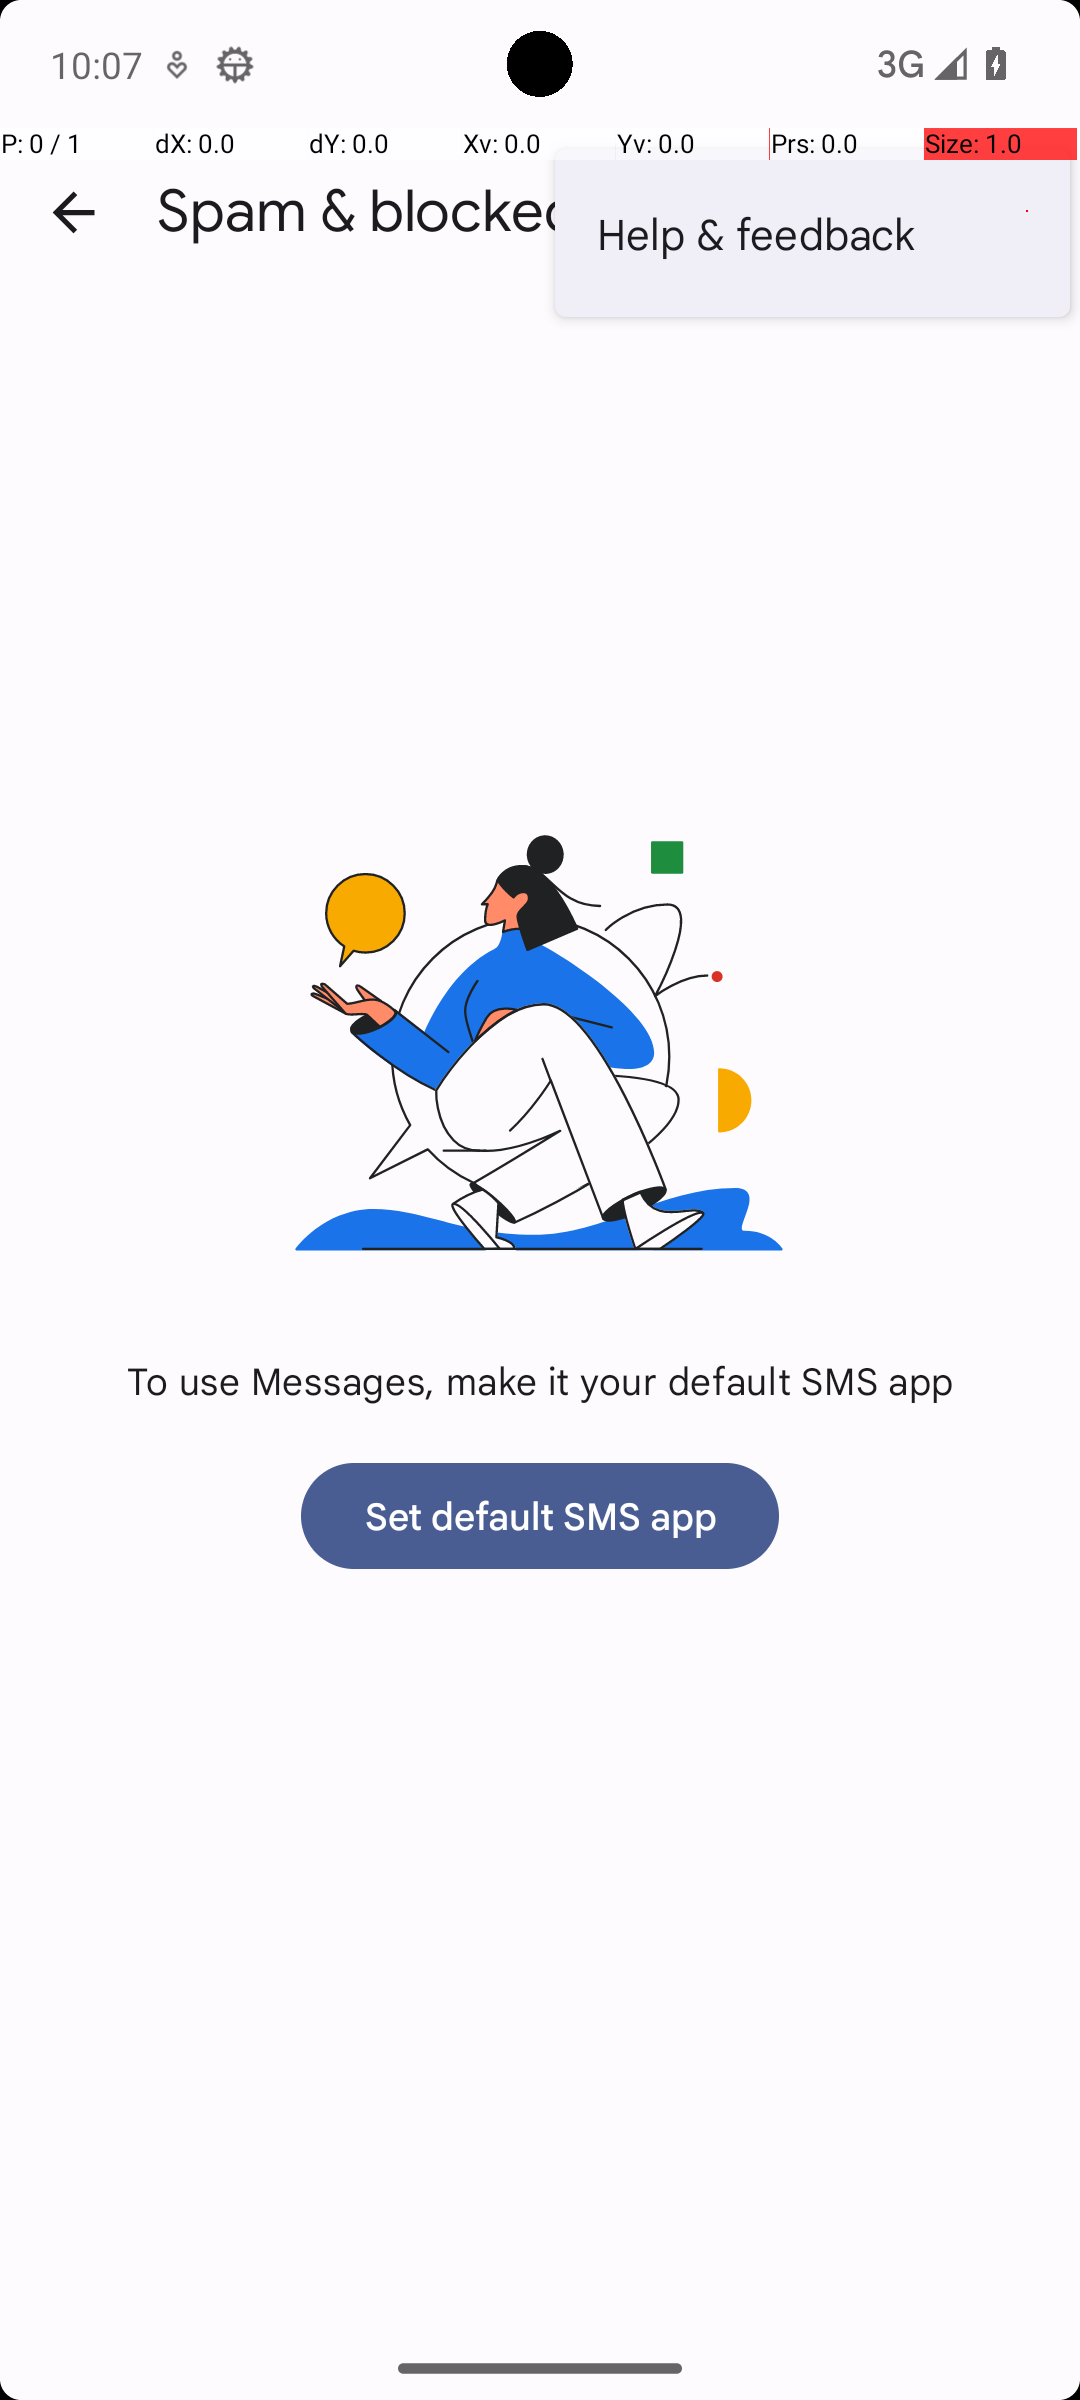 10:07
3G
P: 0 / 1 dX: 0.0 dY: 0.0 Xv: 0.0 Yv: 0.0 Prs: 0.0 Size: 1.0
Spam & blocked
Help & feedback
To use Messages, make it your default SMS app
Set default SMS app